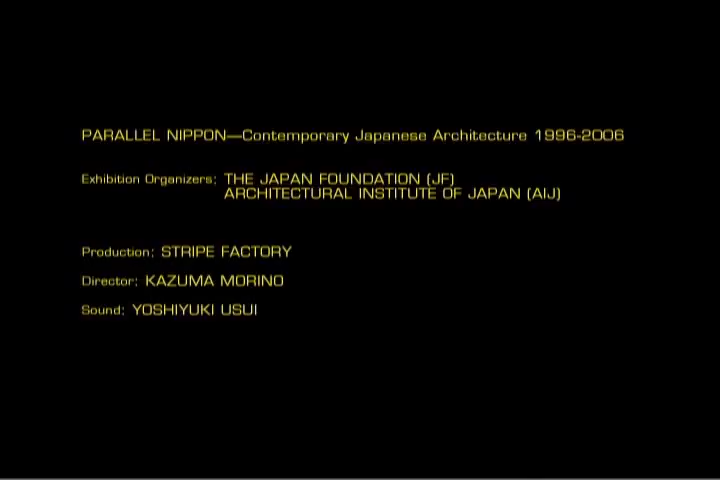 PARALLEL NIPPON—Contemporary Japanese Architecture 1996-2006
Exhibition Organizers: THE JAPAN FOUNDATION (JF)
ARCHITECTURAL INSTITUTE OF JAPAN (AIJ)
Production: STRIPE FACTORY
Director: KAZUMA MORINO
Sound: YOSHIYUKI USUI